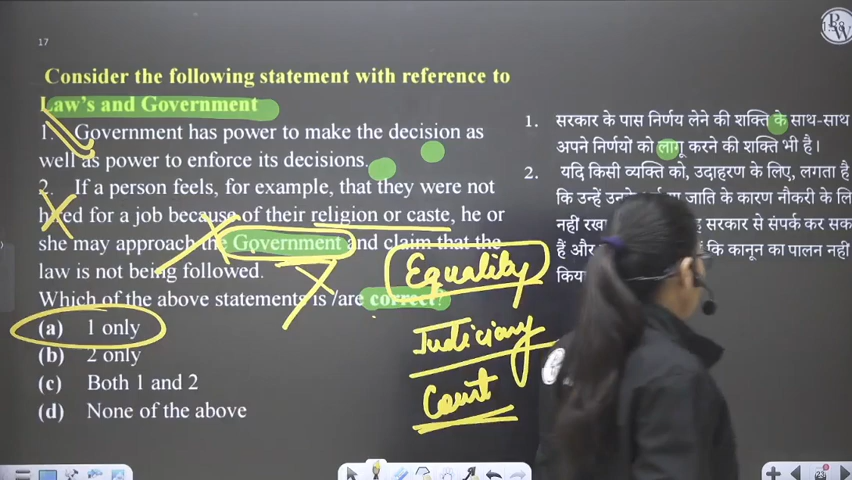 17
Consider the following statement with reference to
Law's and Government
1. Government has power to make the decision as
well as power to enforce its decisions.
2. If a person feels, for example, that they were not
hired for a job because of their religion or caste, he or
she may approach the Government and claim that the
law is not being followed.
Which of the above statements is /are correct?
(a) 1 only
(b) 2 only
(c) Both 1 and 2
(d) None of the above
Equality
Judiciary
Court
1. सरकार के पास निर्णय लेने की शक्ति के साथ-साथ
अपने निर्णयों को लागू करने की शक्ति भी है।
2. यदि किसी व्यक्ति को, उदाहरण के लिए, लगता है
कि उन्हें उनके जाति के कारण नौकरी के लि
नहीं रखा सरकार से संपर्क कर सक
हैं और कि कानून का पालन नहीं
किया
PW